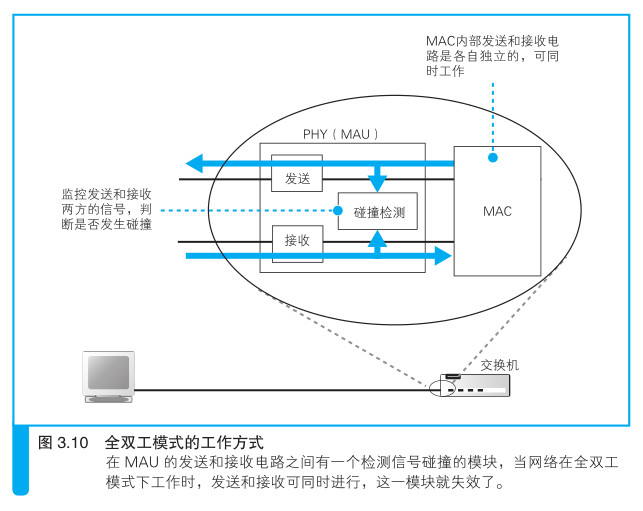 MAC内部发送和接收电
路是各自独立的，可同
时工作
PHY（MAU）
发送
监控发送和接收
两方的信号，判
断是否发生碰撞
碰撞检测
MAC
接收
交换机
图 3.10 全双工模式的工作方式
在 MAU 的发送和接收电路之间有一个检测信号碰撞的模块，当网络在全双工
模式下工作时，发送和接收可同时进行，这一模块就失效了。